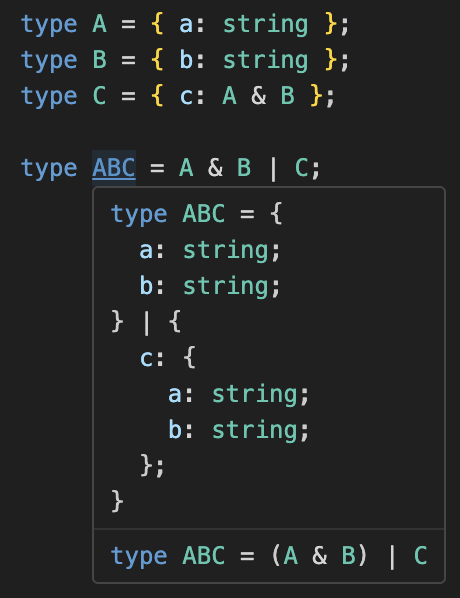 type A = { a: string };
type B = { b: string };
type C = { c: A & B };
type ABC = A & B | C;
type ABC = {
  a: string;
  b: string;
} | {
  c: {
    a: string;
    b: string;
  };
}
type ABC = (A & B) | C